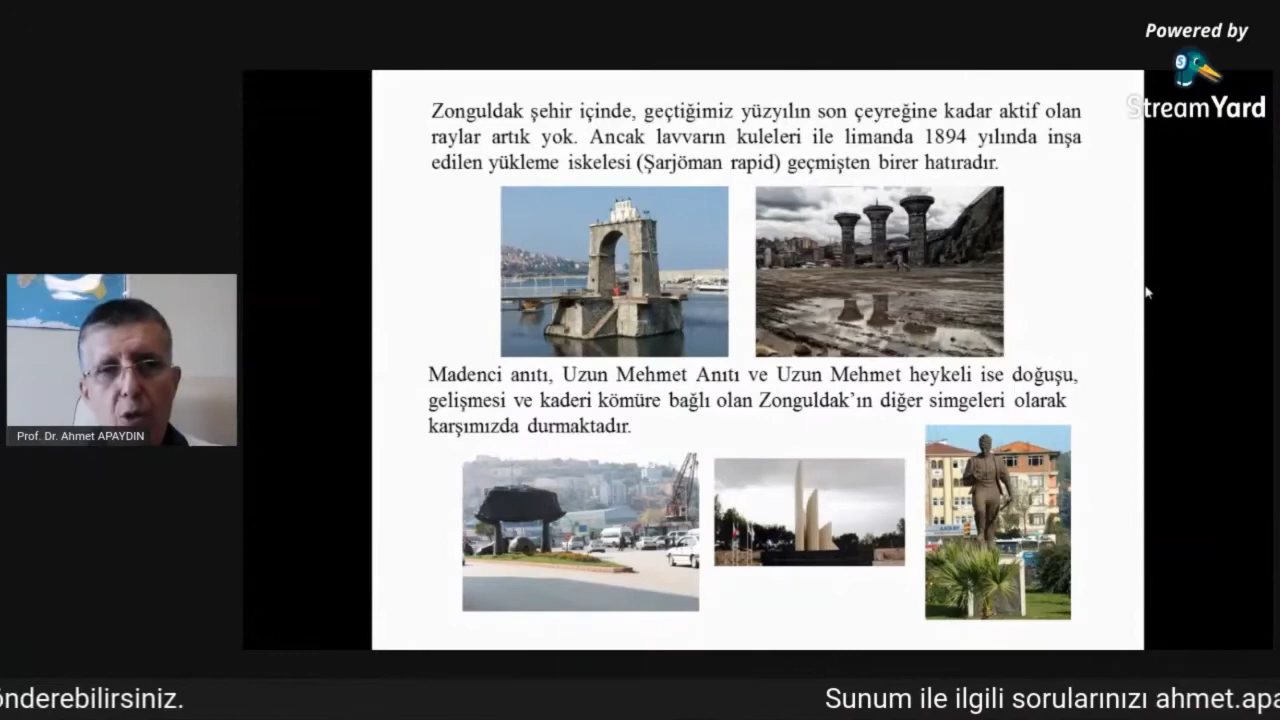 Powered by
StreamYard
Zonguldak şehir içinde, geçtiğimiz yüzyılın son çeyreğine kadar aktif olan
raylar artık yok. Ancak lavvarın kuleleri ile limanda 1894 yılında inşa
edilen yükleme iskelesi (Şarjöman rapid) geçmişten birer hatıradır.
Madenci anıtı, Uzun Mehmet Anıtı ve Uzun Mehmet heykeli ise doğuşu,
gelişmesi ve kaderi kömüre bağlı olan Zonguldak’ın diğer simgeleri olarak
karşımızda durmaktadır.
Prof. Dr. Ahmet APAYDIN
önderebilirsiniz.
Sunum ile ilgili sorularınızı ahmet.apa